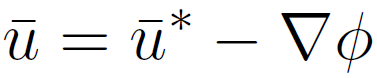 ū = ū* − ∇ϕ